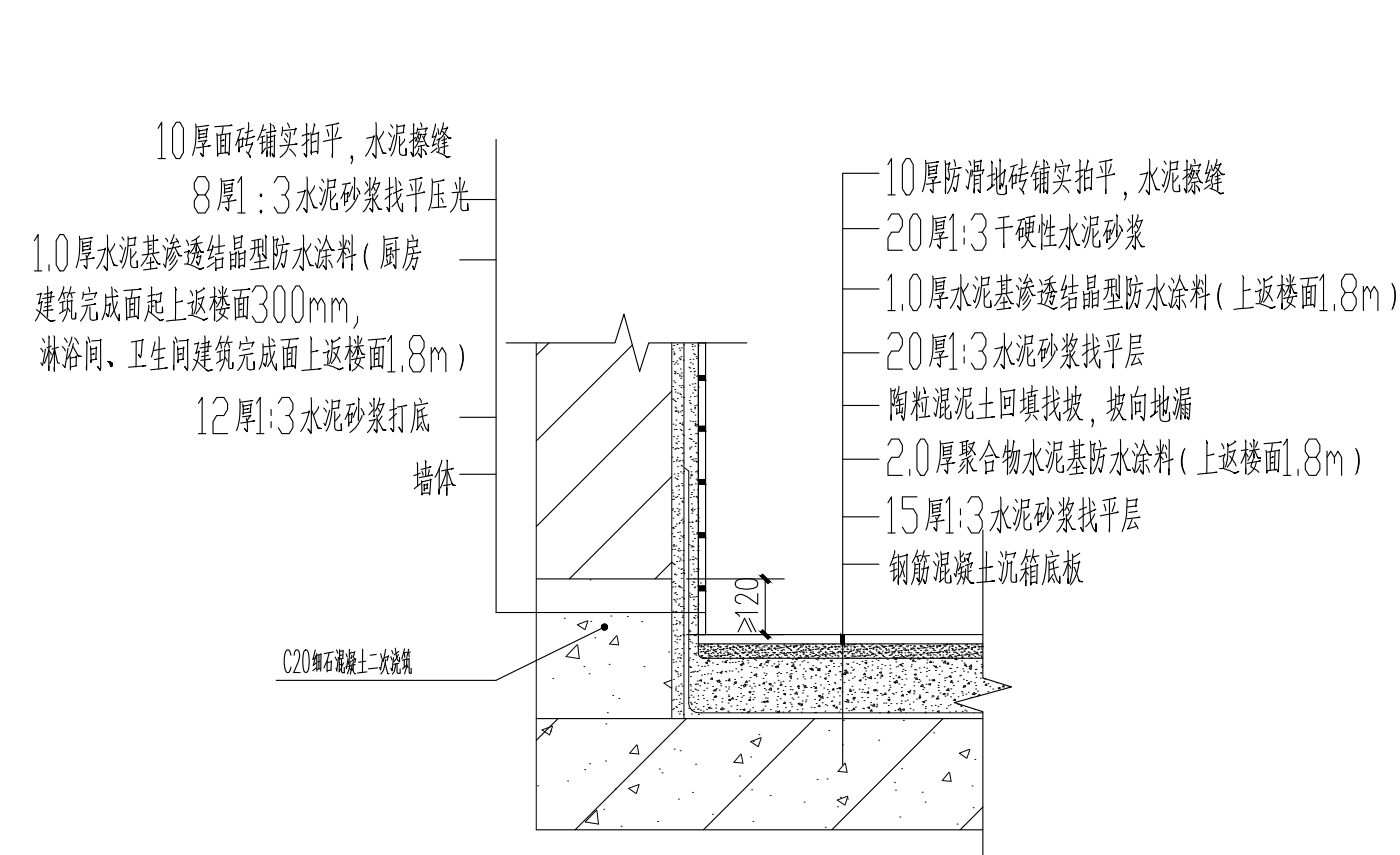 10厚面砖铺实拍平,水泥擦缝
8厚1:3水泥砂浆找平压光
1.0厚水泥基渗透结晶型防水涂料(厨房
建筑完成面起上返楼面300mm,
淋浴间、卫生间建筑完成面上返楼面1.8m)
12厚1:3水泥砂浆打底
墙体
C20细石混凝土二次浇筑
10厚防滑地砖铺实拍平,水泥擦缝
20厚1:3干硬性水泥砂浆
1.0厚水泥基渗透结晶型防水涂料(上返楼面1.8m)
20厚1:3水泥砂浆找平层
陶粒混泥土回填找坡,坡向地漏
2.0厚聚合物水泥基防水涂料(上返楼面1.8m)
15厚1:3水泥砂浆找平层
钢筋混凝土沉箱底板
≥120